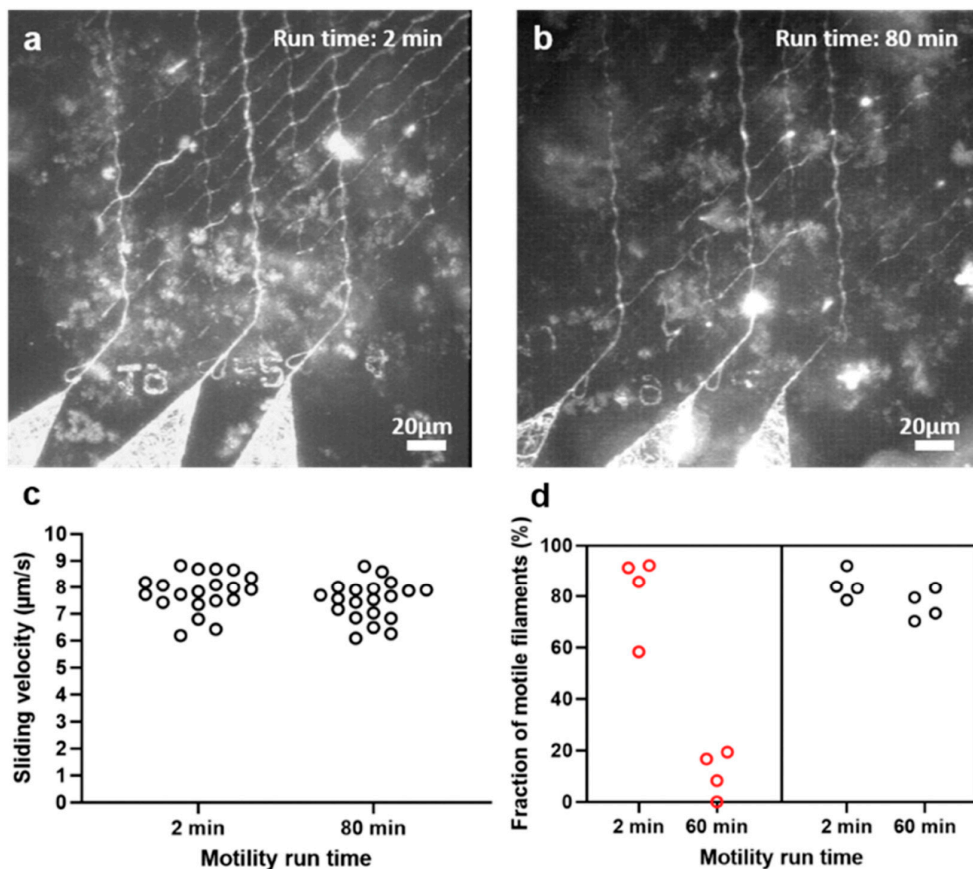 a
Run time: 2 min
20µm
b
Run time: 80 min
20µm
c
Sliding velocity (µm/s)
10
9
8
7
6
5
4
3
2
1
0
2 min
80 min
Motility run time
d
Fraction of motile filaments (%)
100
80
60
40
20
0
2 min
60 min
2 min
60 min
Motility run time